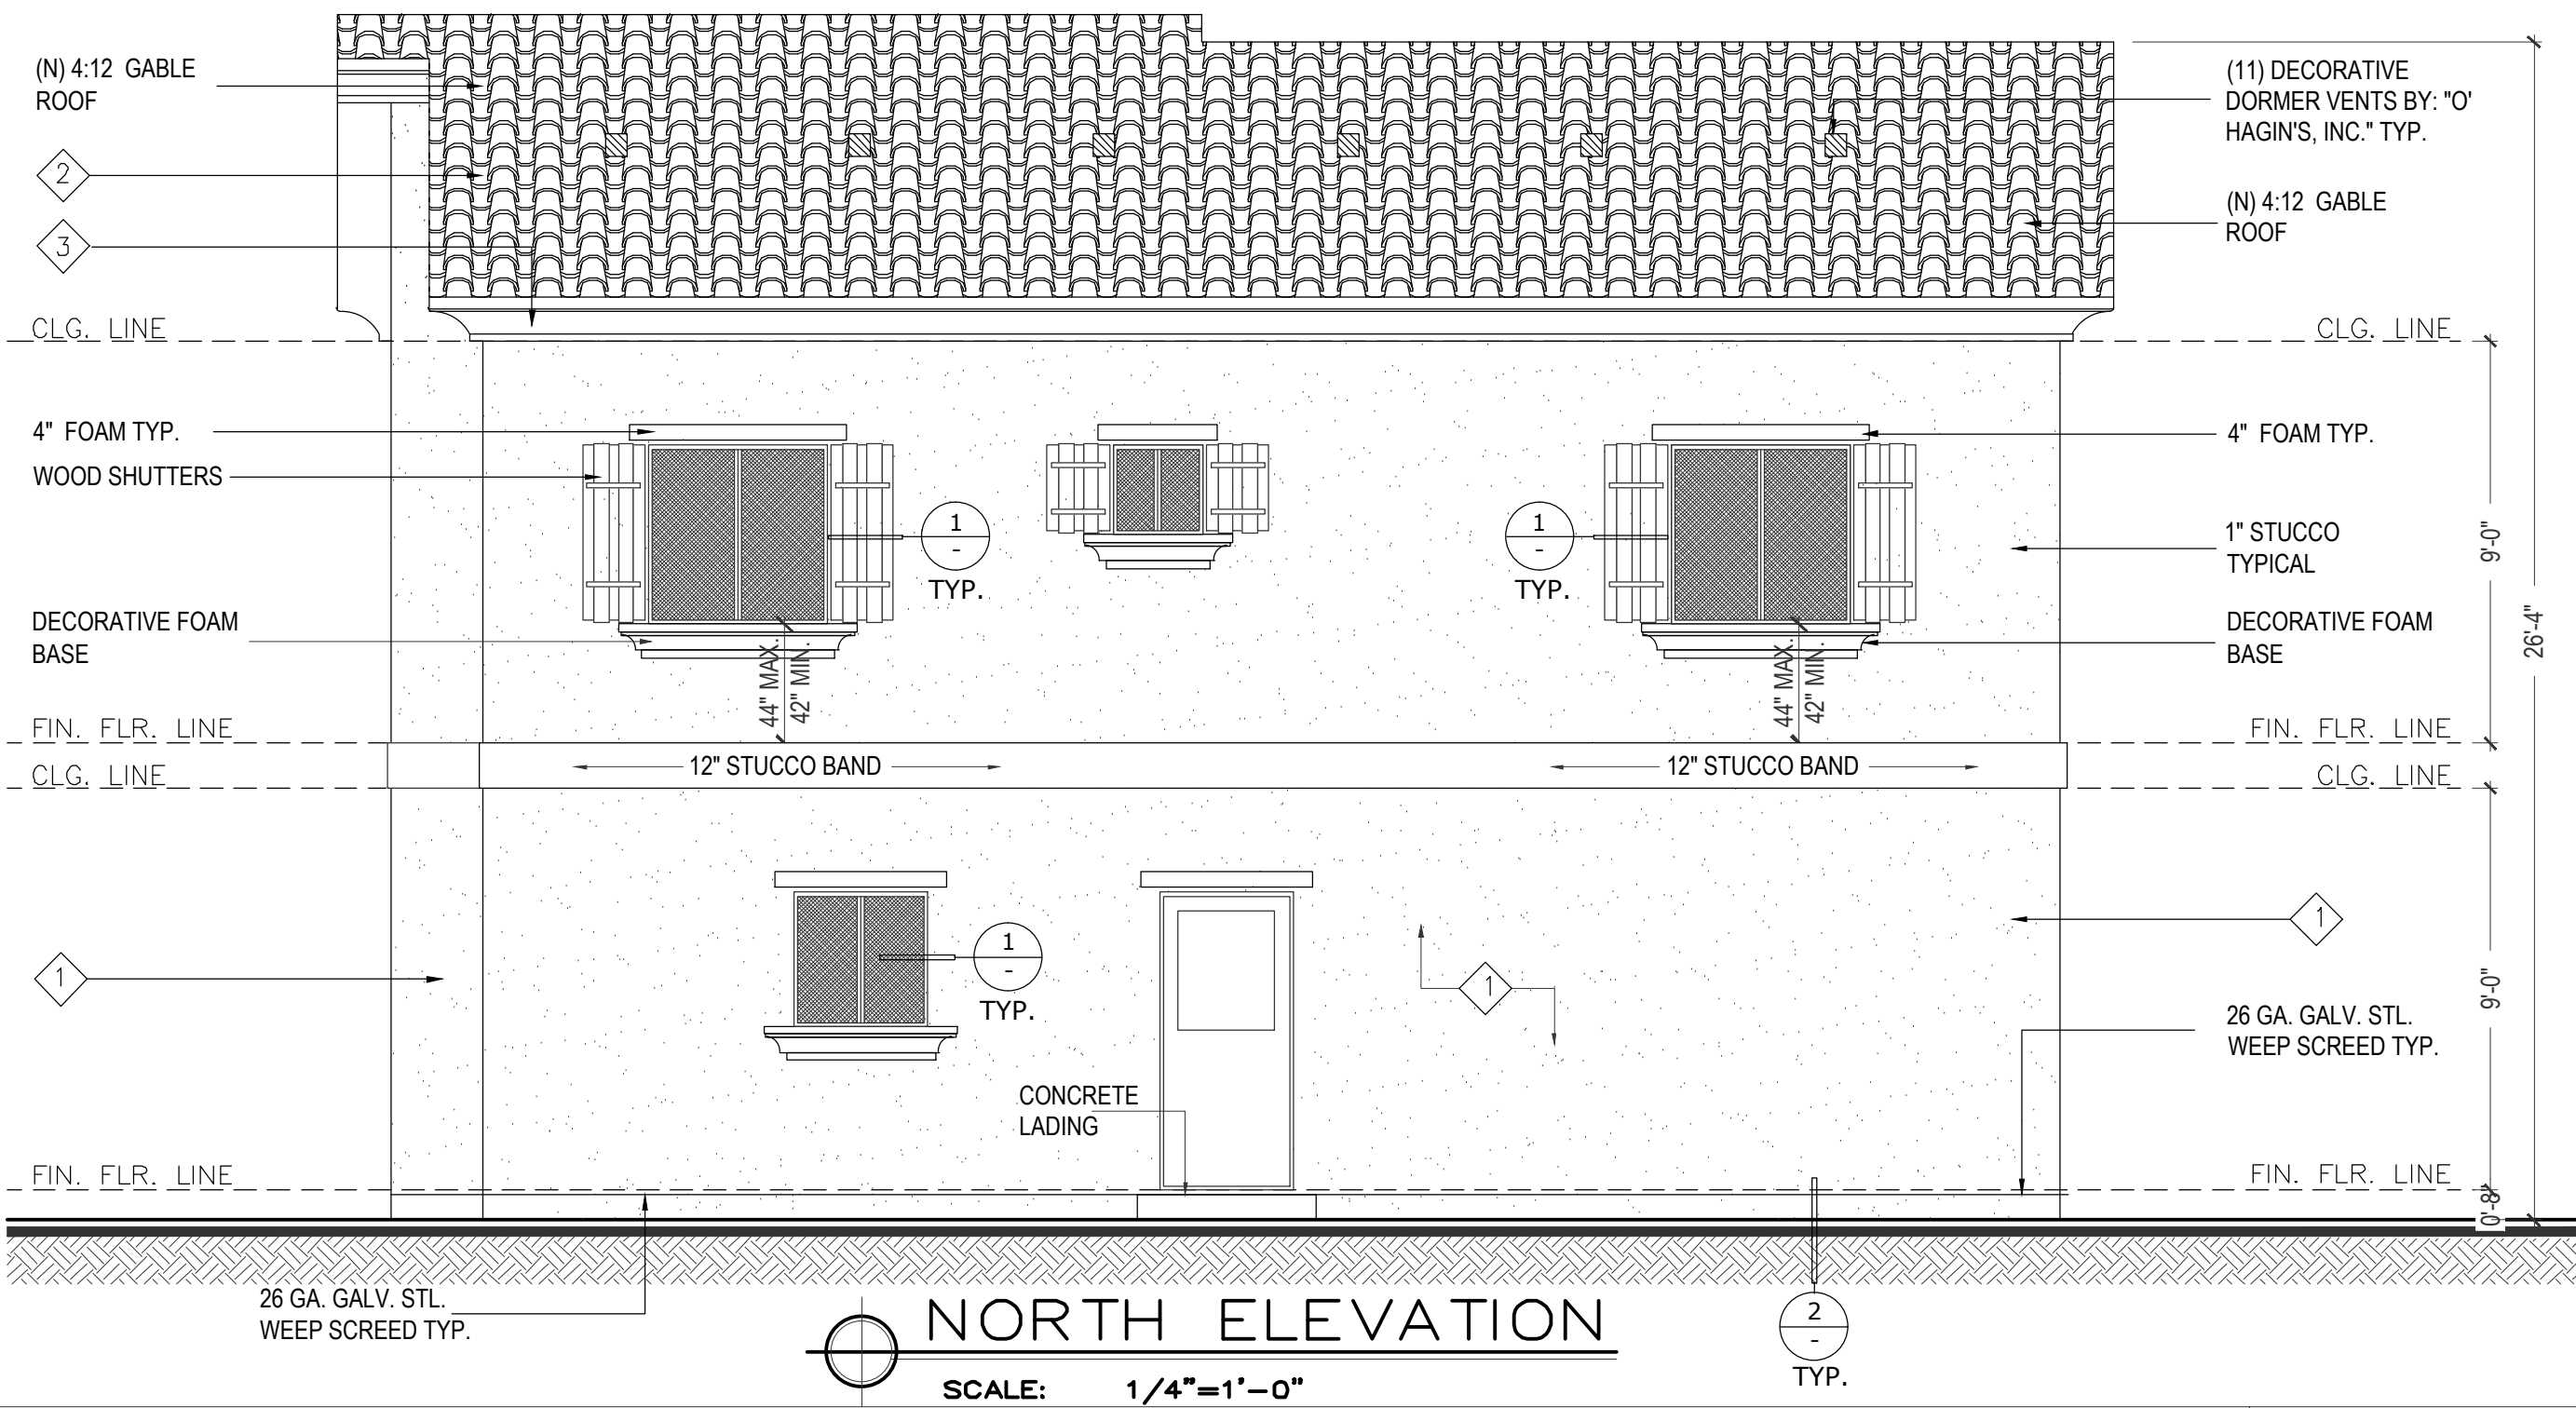 (N) 4:12 GABLE
ROOF
2
3
CLG. LINE
4" FOAM TYP.
WOOD SHUTTERS
DECORATIVE FOAM
BASE
FIN. FLR. LINE
CLG. LINE
1
FIN. FLR. LINE
26 GA. GALV. STL.
WEEP SCREED TYP.
1
-
TYP.
1
-
TYP.
44" MAX.
42" MIN.
44" MAX.
42" MIN.
12" STUCCO BAND
12" STUCCO BAND
1
-
TYP.
1
CONCRETE
LADING
(11) DECORATIVE
DORMER VENTS BY: "O'
HAGIN'S, INC." TYP.
(N) 4:12 GABLE
ROOF
CLG. LINE
4" FOAM TYP.
1" STUCCO
TYPICAL
DECORATIVE FOAM
BASE
FIN. FLR. LINE
CLG. LINE
1
26 GA. GALV. STL.
WEEP SCREED TYP.
FIN. FLR. LINE
9'-0"
9'-0"
0'-8"
26'-4"
NORTH ELEVATION
SCALE: 1/4"=1'-0"
2
-
TYP.